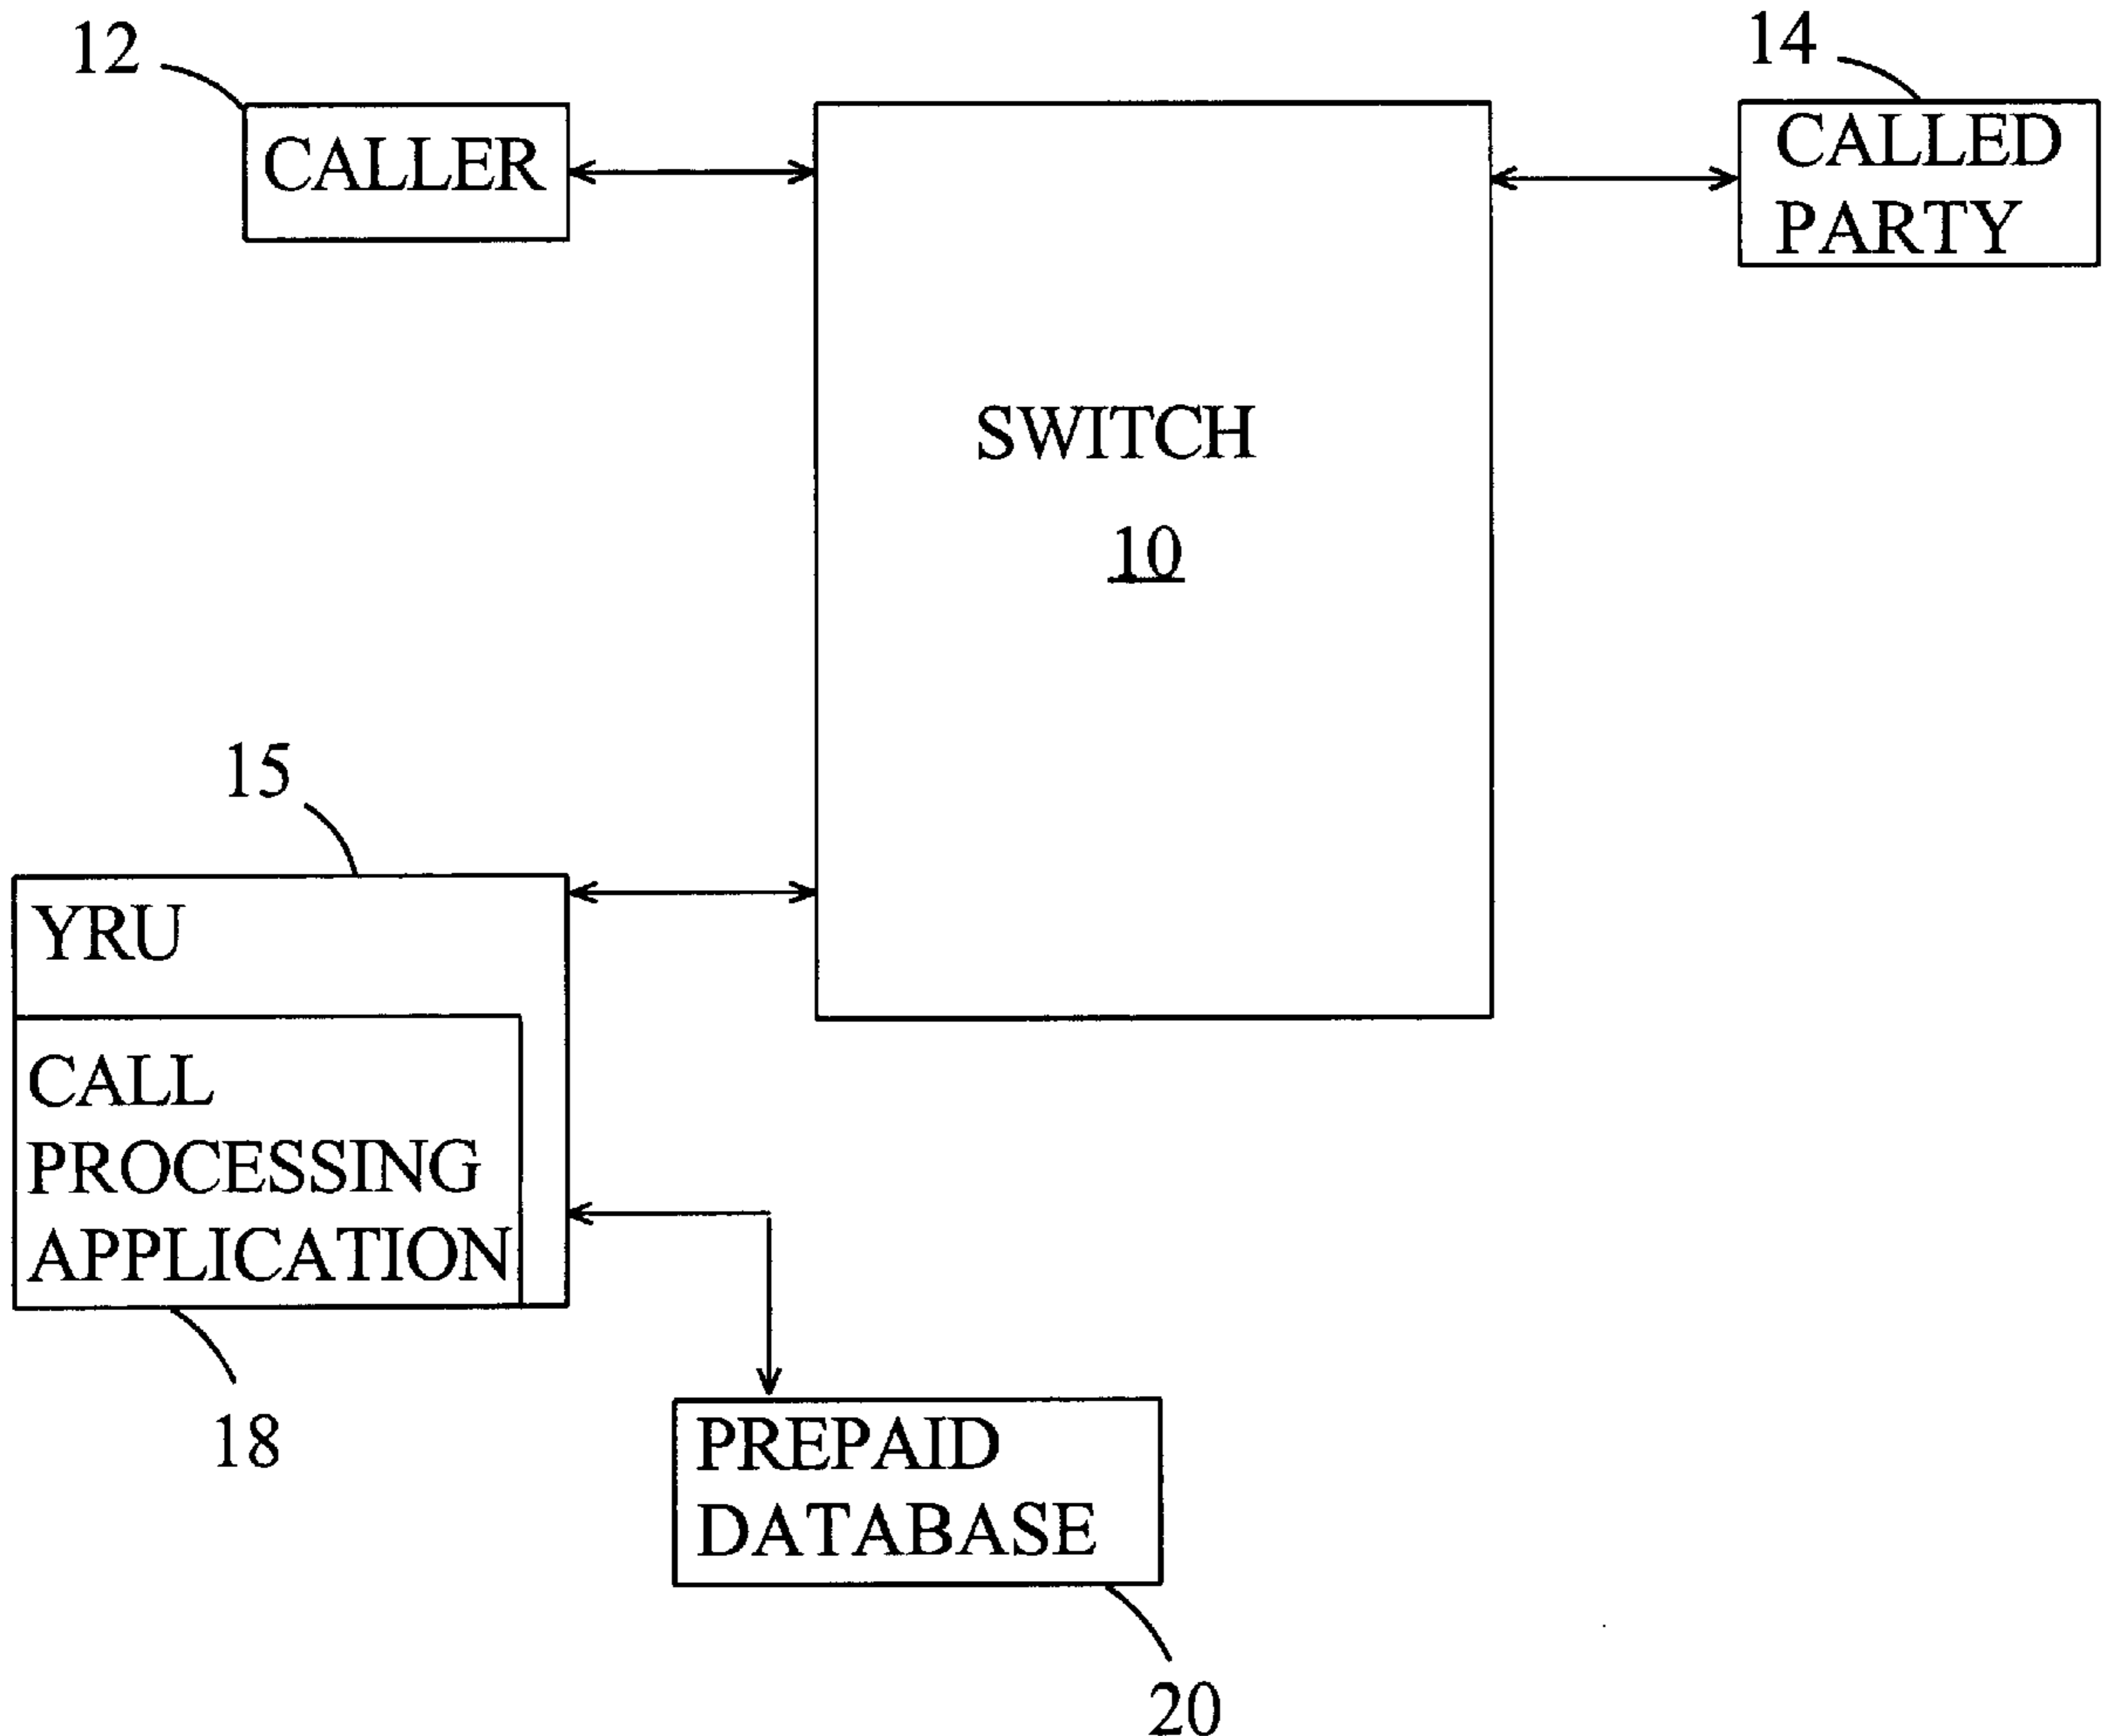 12
14
CALLER
CALLED
PARTY
SWITCH
10
15
YRU
CALL
PROCESSING
APPLICATION
18
PREPAID
DATABASE
20